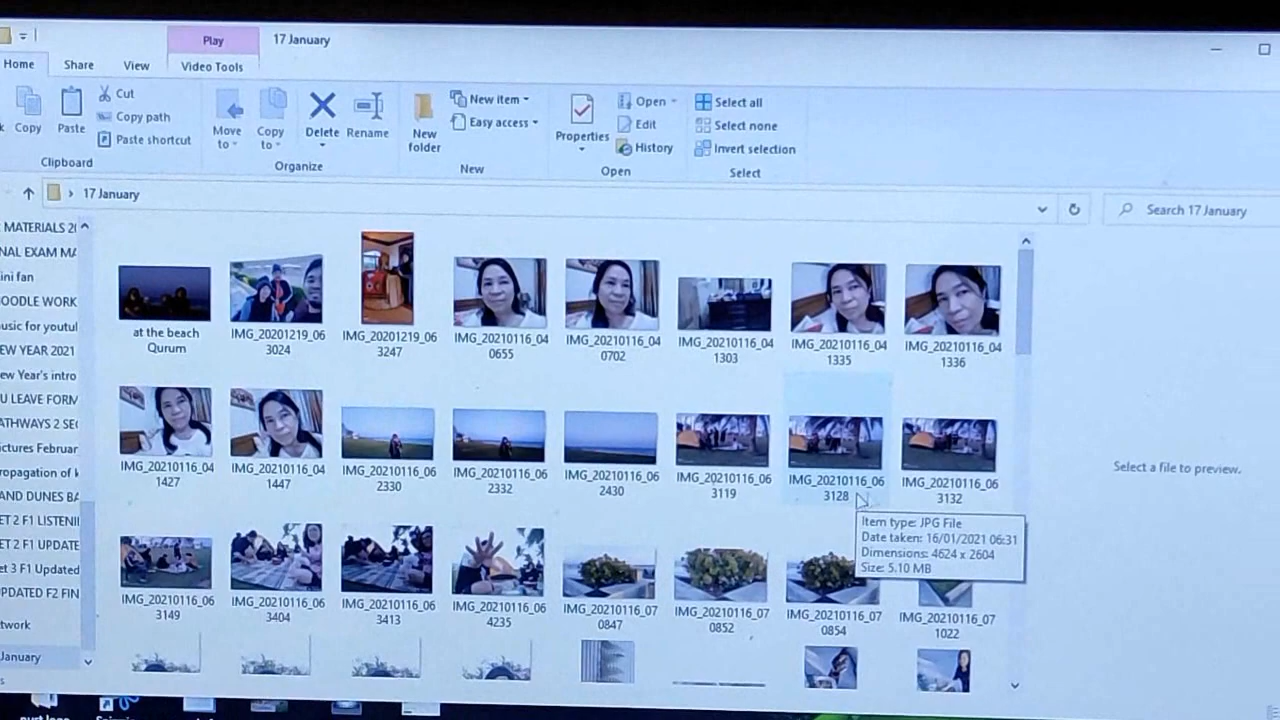 Play
17 January
Home
Share
View
Video Tools
Copy
Paste
Cut
Copy path
Paste shortcut
Clipboard
Move to
Copy to
Delete
Rename
Organize
New folder
New item
Easy access
New
Properties
Open
Edit
History
Open
Select all
Select none
Invert selection
Select
17 January
Search 17 January
MATERIALS
NAL EXAM
ini fan
OODLE WORK
usic for youtul
EW YEAR 2021
ew Year's intro
U LEAVE FORM
ATHWAYS 2
ictures Februar
ropagation of
AND DUNES
ET 2 F1 LISTENI
ET 2 F1 UPDATE
et 3 F1 Updated
PDATED F2 FIN
twork
January
at the beach
Qurum
IMG_20201219_06
3024
IMG_20201219_06
3247
IMG_20210116_04
0655
IMG_20210116_04
0702
IMG_20210116_04
1303
IMG_20210116_04
1335
IMG_20210116_04
1336
IMG_20210116_04
1427
IMG_20210116_04
1447
IMG_20210116_06
2330
IMG_20210116_06
2332
IMG_20210116_06
2430
IMG_20210116_06
3119
IMG_20210116_06
3128
IMG_20210116_06
3132
Select a file to preview.
Item type: JPG File
Date taken: 16/01/2021 06:31
Dimensions: 4624 x 2604
Size: 5.10 MB
IMG_20210116_06
3149
IMG_20210116_06
3404
IMG_20210116_06
3413
IMG_20210116_06
4235
IMG_20210116_07
0847
IMG_20210116_07
0852
IMG_20210116_07
0854
IMG_20210116_07
1022